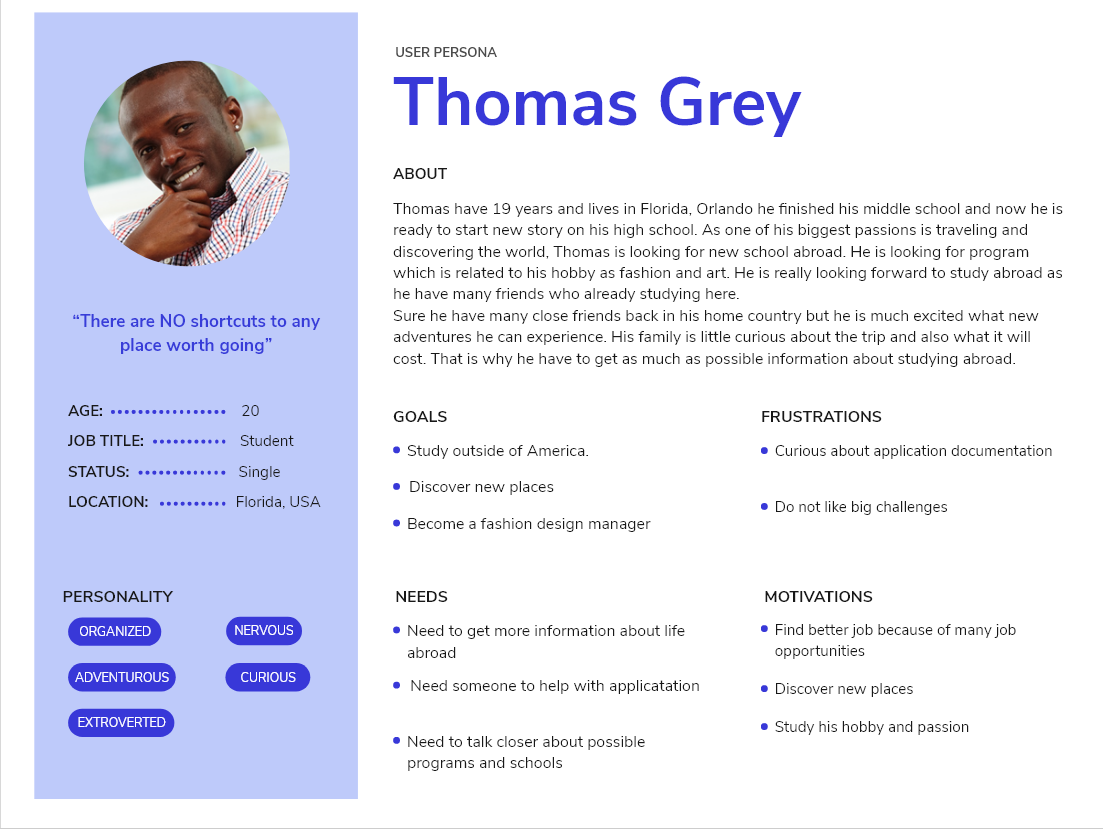 USER PERSONA
Thomas Grey
ABOUT
Thomas have 19 years and lives in Florida, Orlando he finished his middle school and now he is
ready to start new story on his high school. As one of his biggest passions is traveling and
discovering the world, Thomas is looking for new school abroad. He is looking for program
which is related to his hobby as fashion and art. He is really looking forward to study abroad as
he have many friends who already studying here.
Sure he have many close friends back in his home country but he is much excited what new
adventures he can experience. His family is little curious about the trip and also what it will
cost. That is why he have to get as much as possible information about studying abroad.
“There are NO shortcuts to any
place worth going”
AGE: 20
JOB TITLE: Student
STATUS: Single
LOCATION: Florida, USA
PERSONALITY
ORGANIZED
NERVOUS
ADVENTUROUS
CURIOUS
EXTROVERTED
GOALS
Study outside of America.
Discover new places
Become a fashion design manager
FRUSTRATIONS
Curious about application documentation
Do not like big challenges
NEEDS
Need to get more information about life
abroad
Need someone to help with applicatation
Need to talk closer about possible
programs and schools
MOTIVATIONS
Find better job because of many job
opportunities
Discover new places
Study his hobby and passion